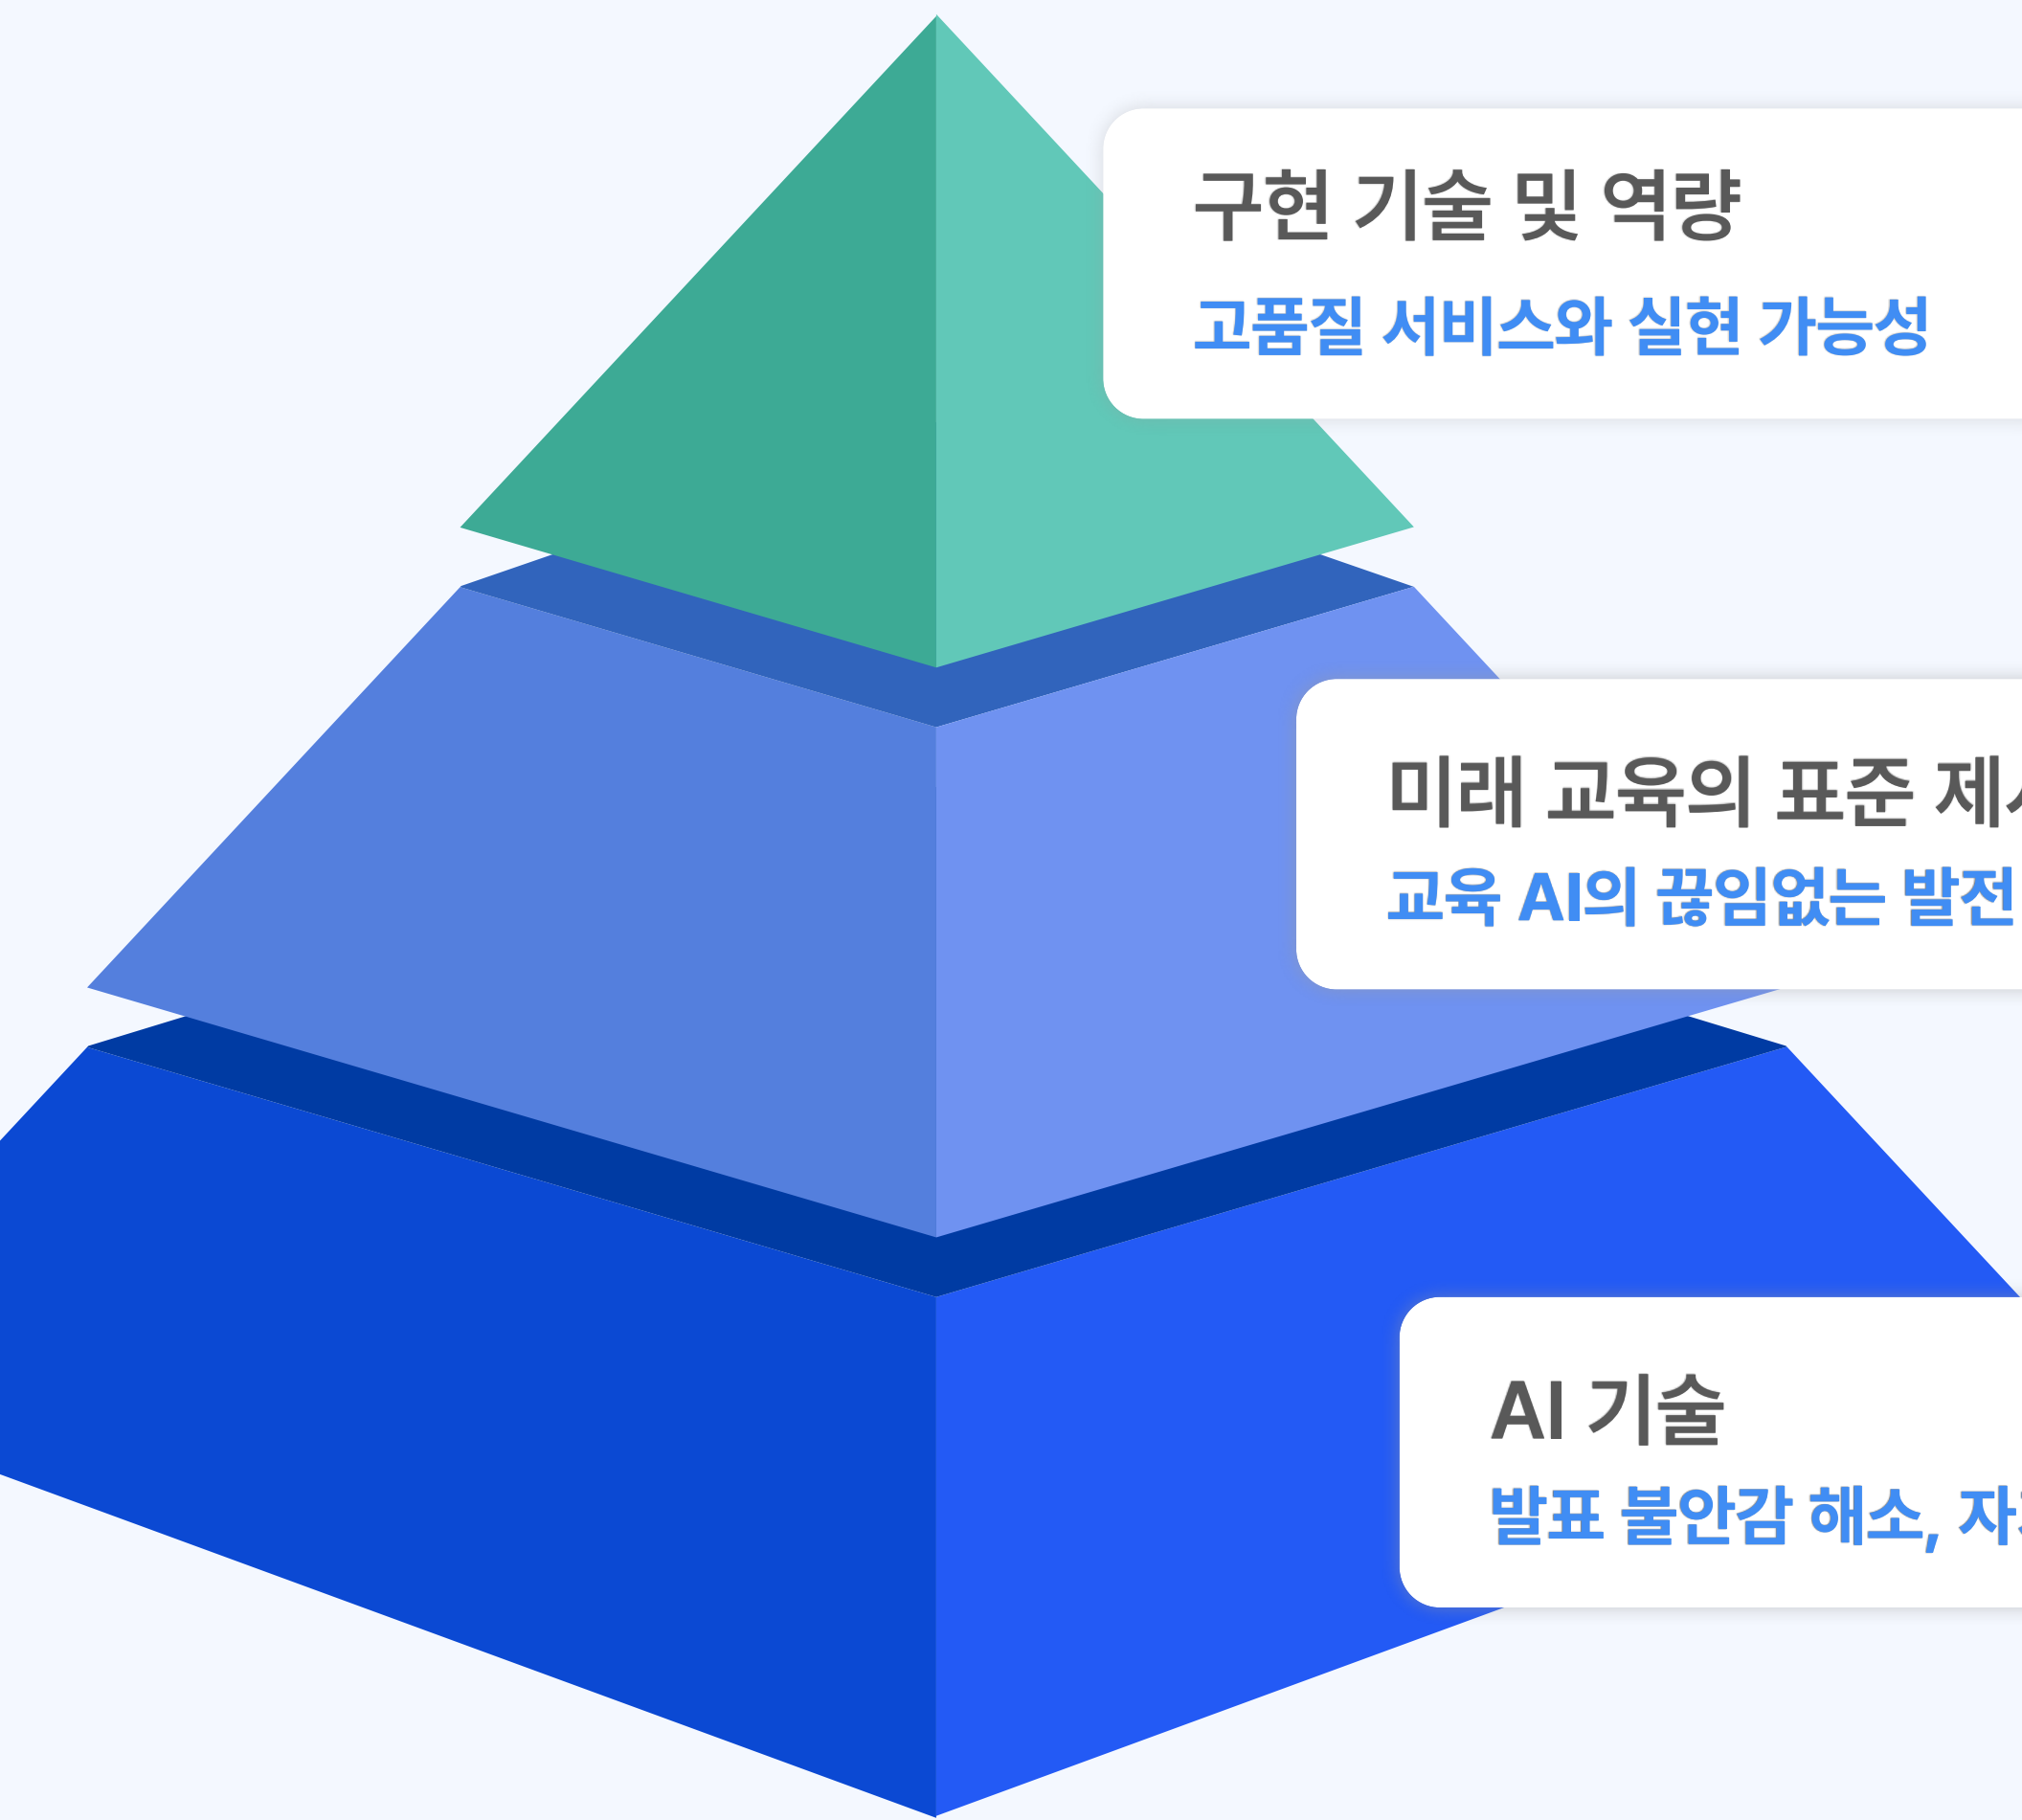 구현 기술 및 역량
고품질 서비스와 실현 가능성
미래 교육의 표준
교육 AI의 끊임없는 발전
AI 기술
발표 불안감 해소,